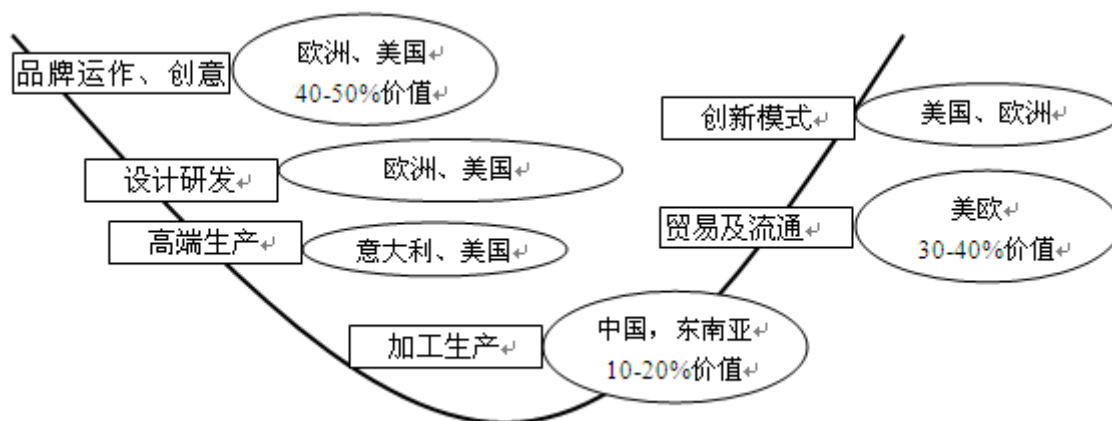 品牌运作、创意
欧洲、美国
40-50%价值
设计研发
欧洲、美国
高端生产
意大利、美国
加工生产
中国，东南亚
10-20%价值
创新模式
美国、欧洲
贸易及流通
美欧
30-40%价值